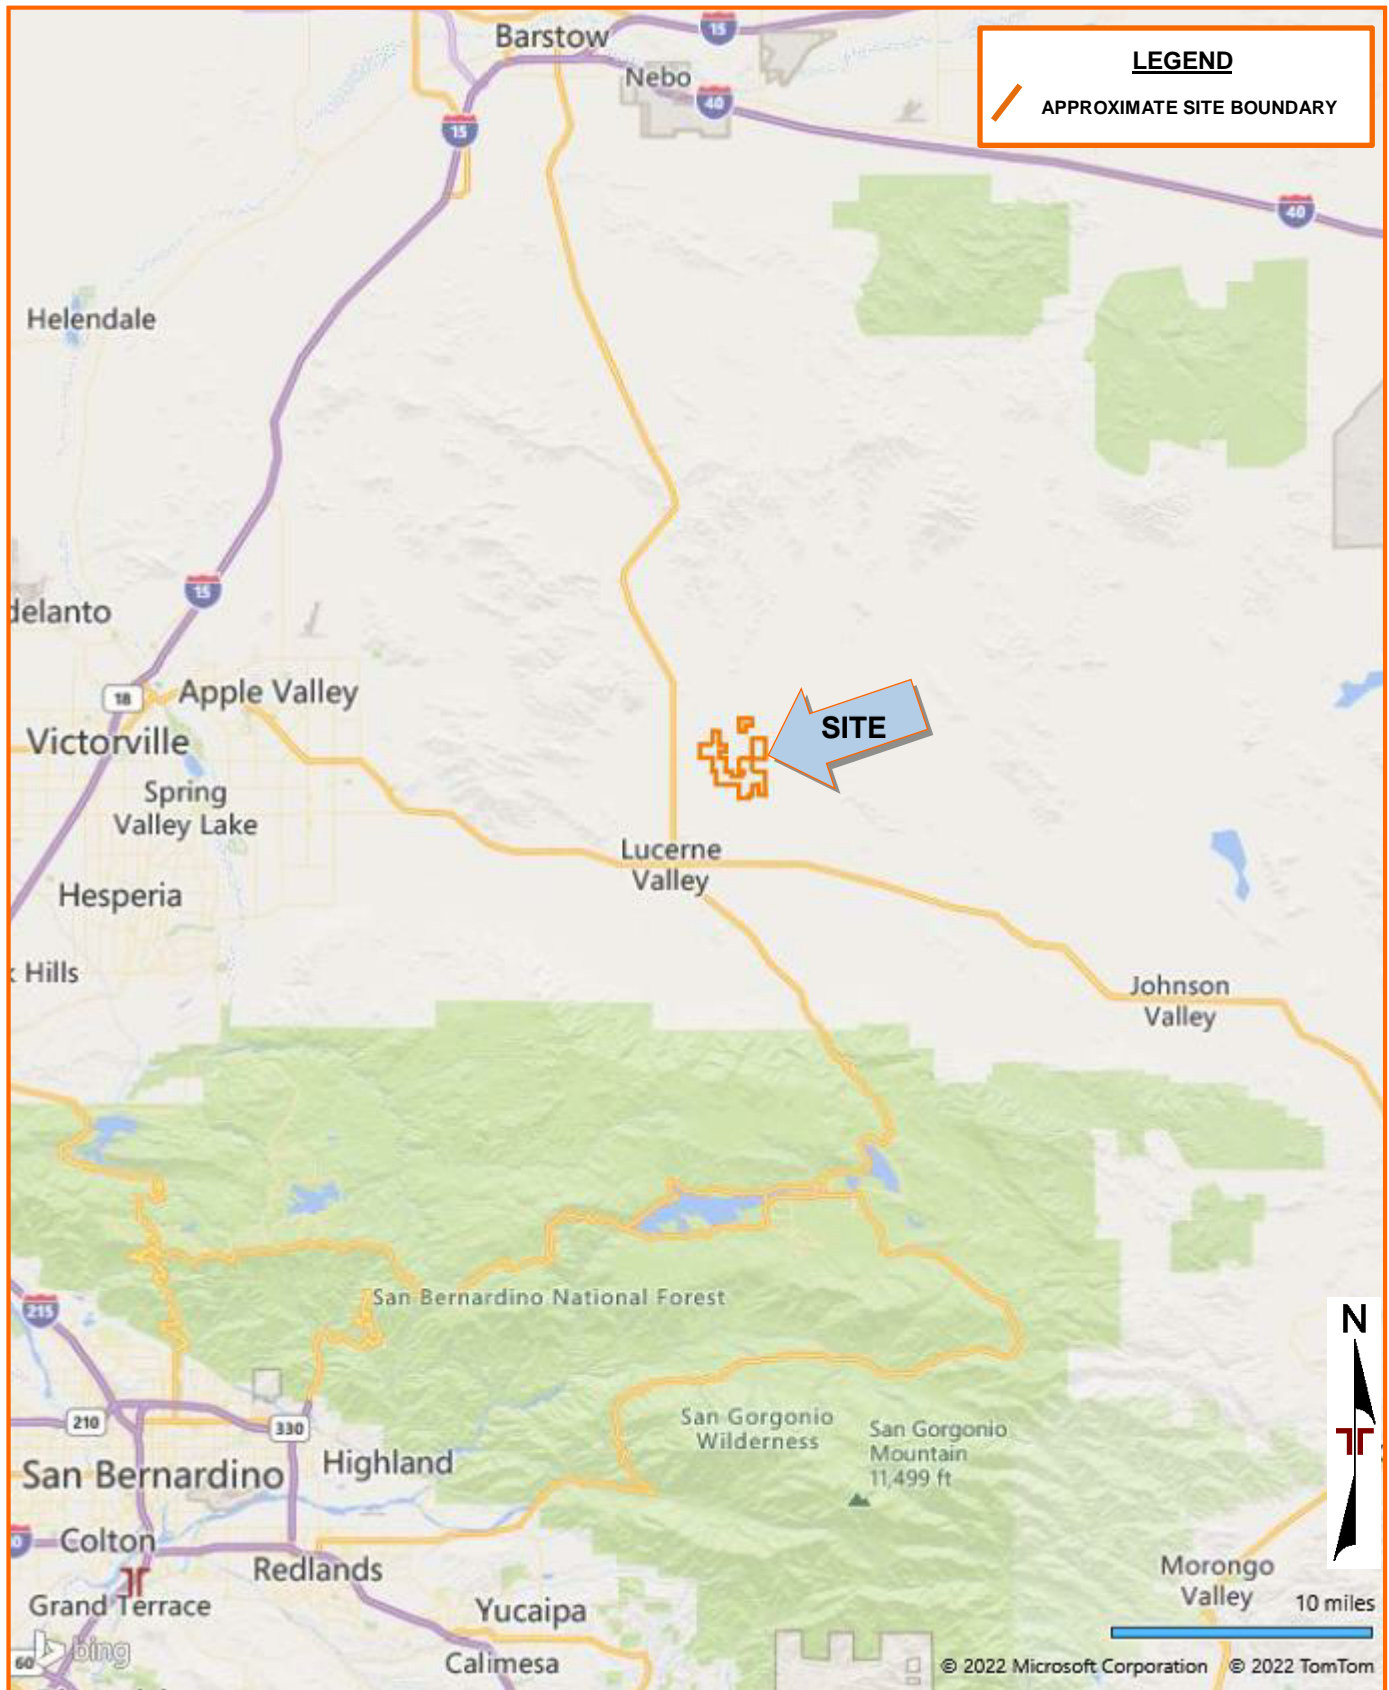 Barstow
15
LEGEND
APPROXIMATE SITE BOUNDARY
Nebo
40
15
40
Helendale
15
delanto
18
Apple Valley
Victorville
SITE
Spring
Valley Lake
Lucerne
Valley
Hesperia
Hills
Johnson
Valley
215
San Bernardino National Forest
N
210
330
San Gorgonio
Wilderness
San Gorgonio
Mountain
11,499 ft
San Bernardino
Highland
Colton
Redlands
Grand Terrace
Morongo
Valley
10 miles
Yucaipa
60
bing
Calimesa
© 2022 Microsoft Corporation © 2022 TomTom